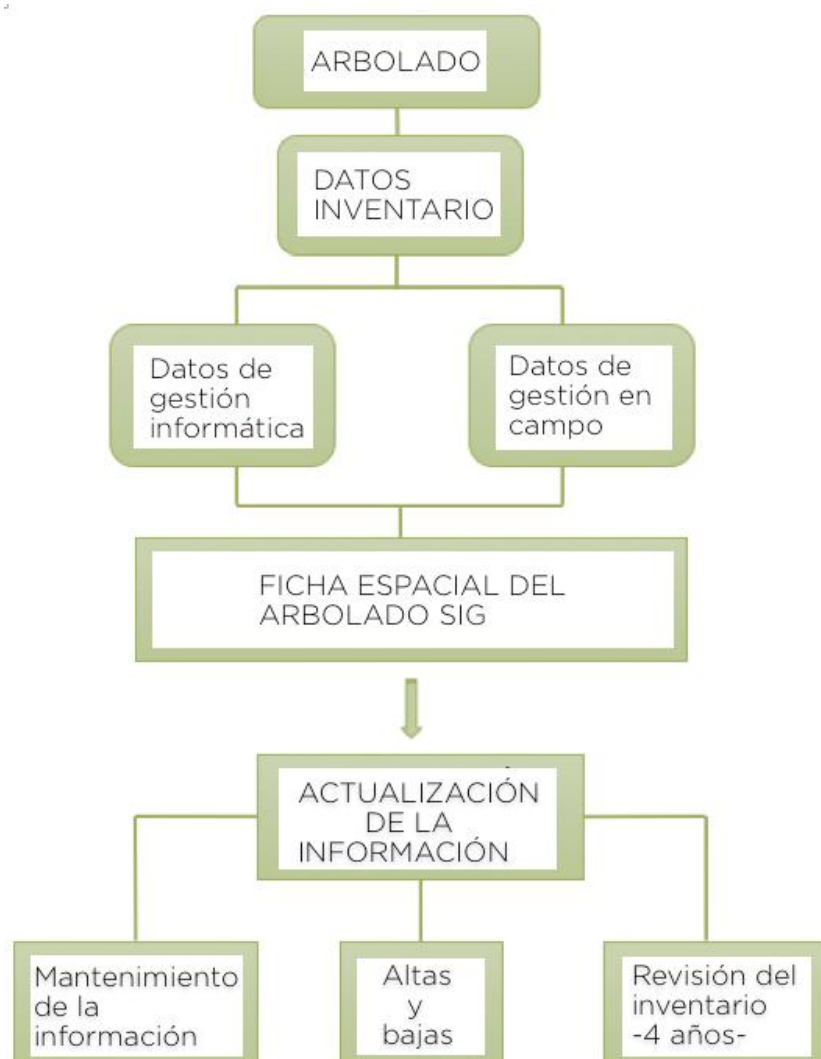 ARBOLADO
DATOS
INVENTARIO
Datos de
gestión
informática
Datos de
gestión en
campo
FICHA ESPACIAL DEL
ARBOLADO SIG
ACTUALIZACIÓN
DE LA
INFORMACIÓN
Mantenimiento
de la
información
Altas
y
bajas
Revisión del
inventario
-4 años-